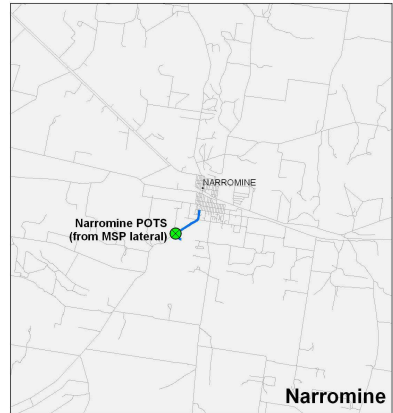 NARROMINE
Narromine POTS
(from MSP lateral)
Narromine